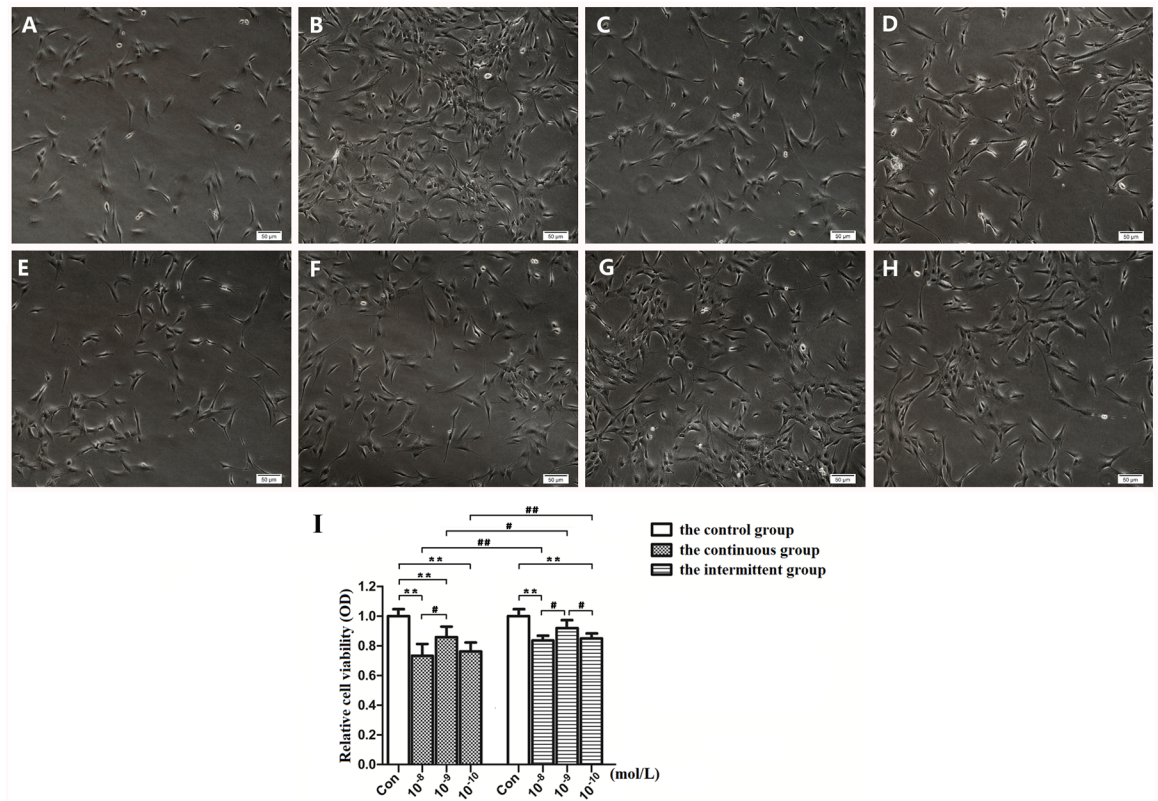 A
B
C
D
50 μm
50 μm
50 μm
50 μm
E
F
G
H
50 μm
50 μm
50 μm
50 μm
I
##
#
##
**
**
**
**
**
#
**
#
#
the control group
the continuous group
the intermittent group
Relative cell viability (OD)
1.2
1.0
0.8
0.6
0.4
0.2
0.0
Con 10⁻⁸ 10⁻⁹ 10⁻¹⁰ Con 10⁻⁸ 10⁻⁹ 10⁻¹⁰ (mol/L)